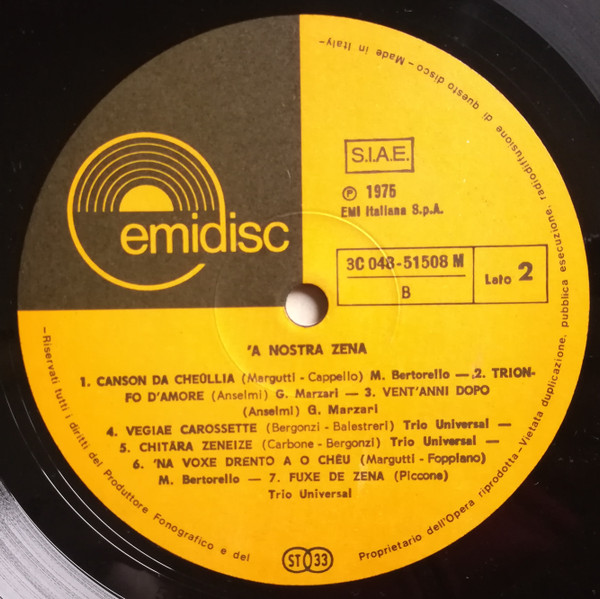 emidisc
S.I.A.E.
Ⓟ 1975
EMI Italiana S.p.A.
3C 048-51508 M
B
Lato 2
'A NOSTRA ZENA
1. CANSON DA CHEÛLLIA (Margutti - Cappello) M. Bertorello — 2. TRION-
FO D'AMORE (Anselmi) G. Marzari — 3. VENT'ANNI DOPO
(Anselmi) G. Marzari
4. VEGIAE CAROSSETTE (Bergonzi - Balestreri) Trio Universal —
5. CHITÄRA ZENEIZE (Carbone - Bergonzi) Trio Universal —
6. 'NA VOXE DRENTO A O CHÊU (Margutti - Foppiano)
M. Bertorello — 7. FUXE DE ZENA (Piccone)
Trio Universal
ST 33
—Riservati tutti i diritti del Produttore Fonografico e del Proprietario dell'Opera riprodotta—Vietata duplicazione, pubblica esecuzione, radiodiffusione di questo disco—Made in Italy—